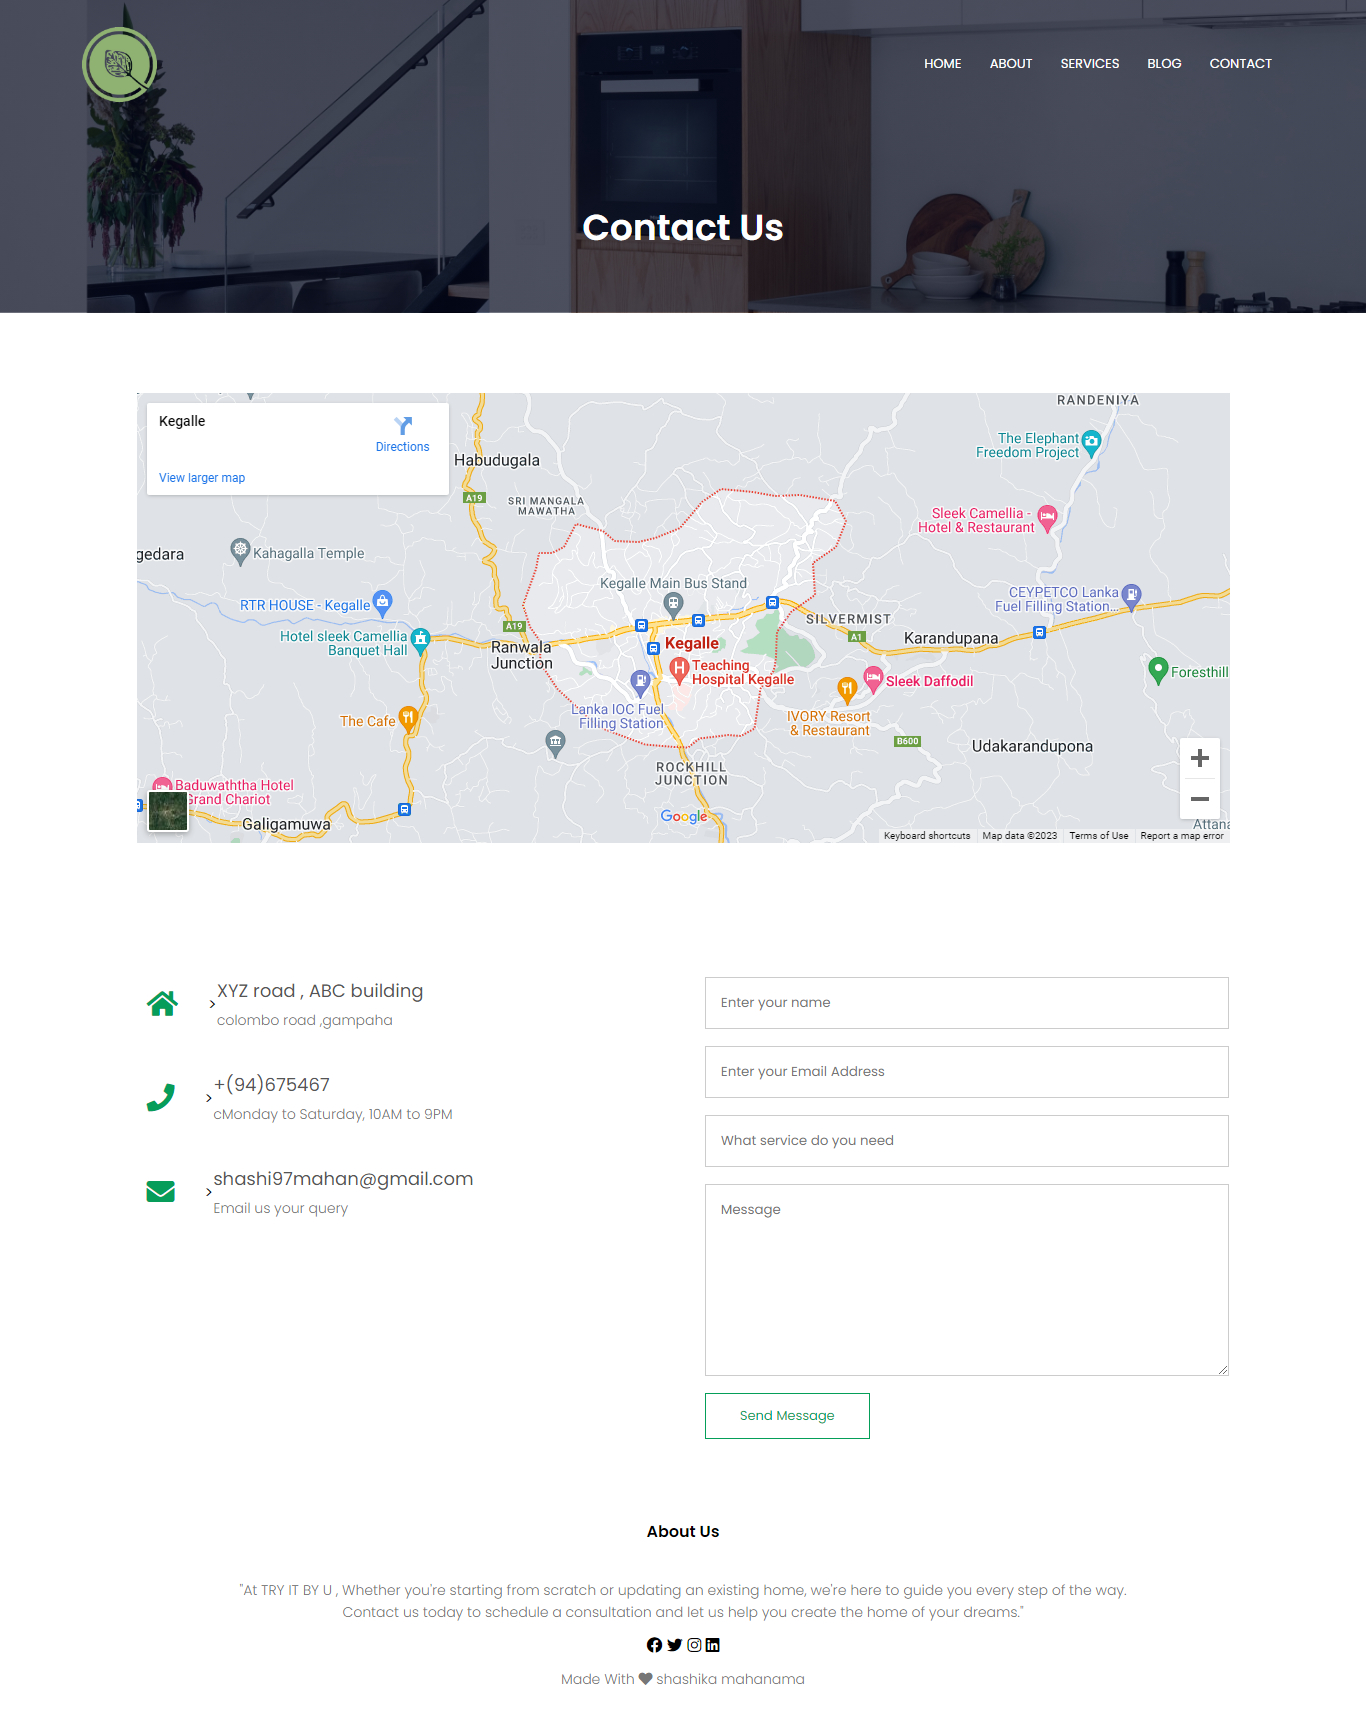 HOME ABOUT SERVICES BLOG CONTACT
Contact Us
Kegalle
Directions
View larger map
RANDENIYA
The Elephant
Freedom Project
Habudugala
A19
SRI MANGALA
MAWATHA
Sleek Camellia -
Hotel & Restaurant
gedara
Kahagalla Temple
Kegalle Main Bus Stand
RTR HOUSE - Kegalle
CEYPETCO Lanka
Fuel Filling Station...
Hotel sleek Camellia
Banquet Hall
A19
SILVERMIST
A1
Karandupana
Ranwala
Junction
Kegalle
Teaching
Hospital Kegalle
Sleek Daffodil
Foresthill
Lanka IOC Fuel
Filling Station
The Cafe
IVORY Resort
& Restaurant
B600
Udakarandupona
ROCKHILL
JUNCTION
Baduwaththa Hotel
Grand Chariot
Galigamuwa
Google
Attana
Keyboard shortcuts Map data ©2023 Terms of Use Report a map error
XYZ road , ABC building
>
colombo road ,gampaha
+(94)675467
>
cMonday to Saturday, 10AM to 9PM
shashi97mahan@gmail.com
>
Email us your query
Enter your name
Enter your Email Address
What service do you need
Message
Send Message
About Us
"At TRY IT BY U , Whether you're starting from scratch or updating an existing home, we're here to guide you every step of the way.
Contact us today to schedule a consultation and let us help you create the home of your dreams."
Made With shashika mahanama